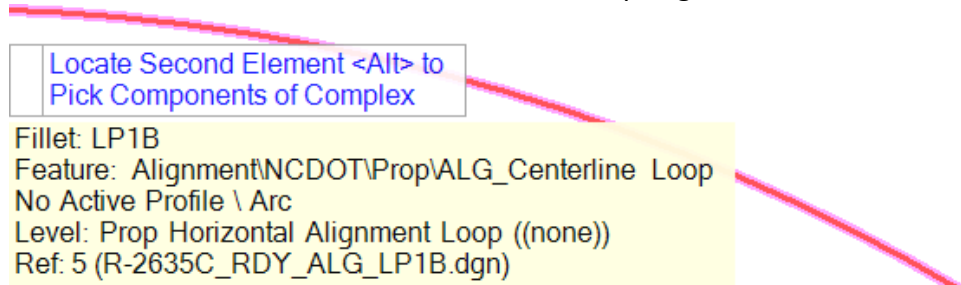 Locate Second Element <Alt> to
Pick Components of Complex
Fillet: LP1B
Feature: Alignment\NCDOT\Prop\ALG_Centerline Loop
No Active Profile \ Arc
Level: Prop Horizontal Alignment Loop ((none))
Ref: 5 (R-2635C_RDY_ALG_LP1B.dgn)